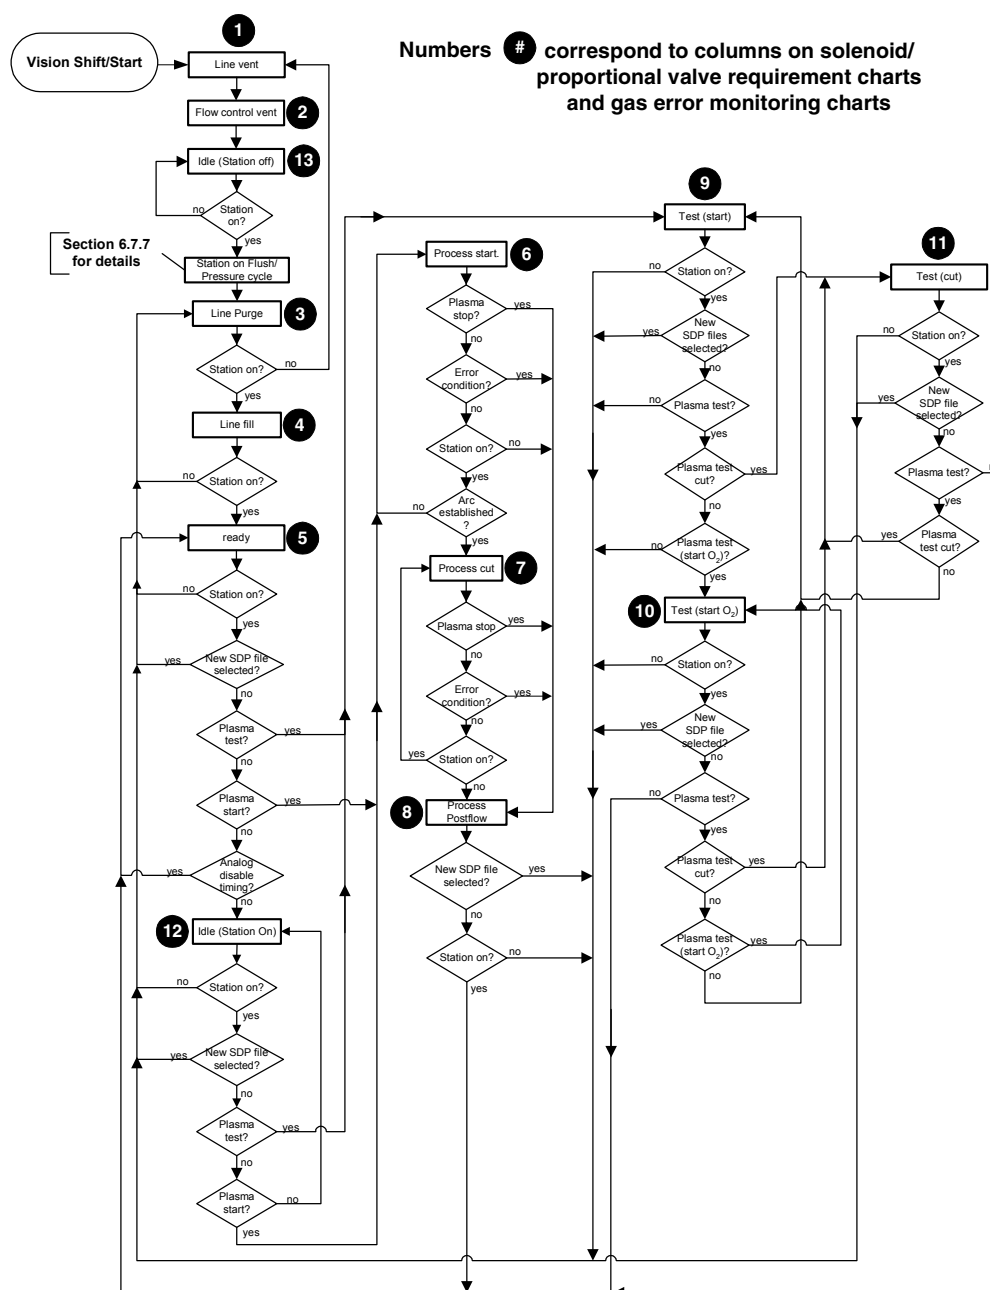 1
Numbers # correspond to columns on solenoid/
proportional valve requirement charts
and gas error monitoring charts
Vision Shift/Start
Line vent
Flow control vent
2
Idle (Station off)
13
no
Station
on?
yes
Section 6.7.7
for details
Station on Flush/
Pressure cycle
Line Purge
3
Station on?
no
yes
Line fill
4
no
Station on?
yes
ready
5
no
Station on?
yes
yes
New SDP file
selected?
no
Plasma
test?
yes
no
Plasma
start?
yes
no
yes
Analog
disable
timing?
no
12
Idle (Station On)
no
Station on?
yes
yes
New SDP file
selected?
no
Plasma
test?
yes
no
Plasma
start?
no
yes
Process start.
6
Plasma
stop?
yes
no
Error
condition?
yes
no
Station on?
no
yes
no
Arc
established
?
yes
Process cut
7
Plasma stop
yes
no
Error
condition?
yes
no
yes
Station on?
no
8
Process
Postflow
New SDP file
selected?
yes
no
Station on?
no
yes
9
Test (start)
no
Station on?
yes
yes
New
SDP files
selected?
no
no
Plasma test?
yes
Plasma test
cut?
yes
no
no
Plasma test
(start O2)?
yes
10
Test (start O2)
no
Station on?
yes
yes
New
SDP file
selected?
no
no
Plasma test?
yes
Plasma test
cut?
yes
no
Plasma test
(start O2)?
yes
no
11
Test (cut)
no
Station on?
yes
yes
New
SDP file
selected?
no
Plasma test?
yes
yes
Plasma
test cut?
no